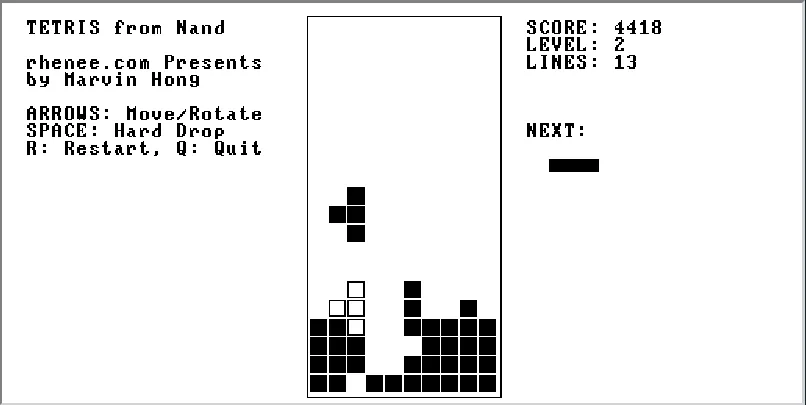 TETRIS from Nand
rhenee.com Presents
by Marvin Hong
ARROWS: Move/Rotate
SPACE: Hard Drop
R: Restart, Q: Quit
SCORE: 4418
LEVEL: 2
LINES: 13
NEXT: